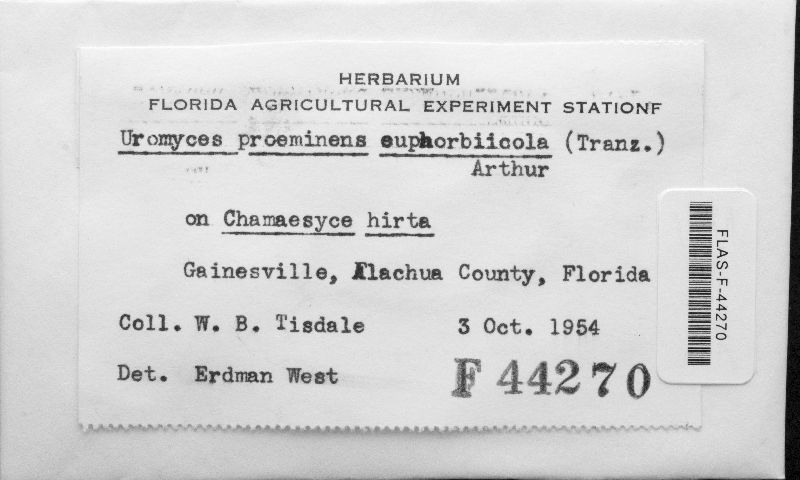 HERBARIUM
FLORIDA AGRICULTURAL EXPERIMENT STATIONF
Uromyces proeminens euphorbiicola (Tranz.)
Arthur
on Chamaesyce hirta
Gainesville, Alachua County, Florida
Coll. W. B. Tisdale 3 Oct. 1954
Det. Erdman West F 44270
FLAS-F-44270